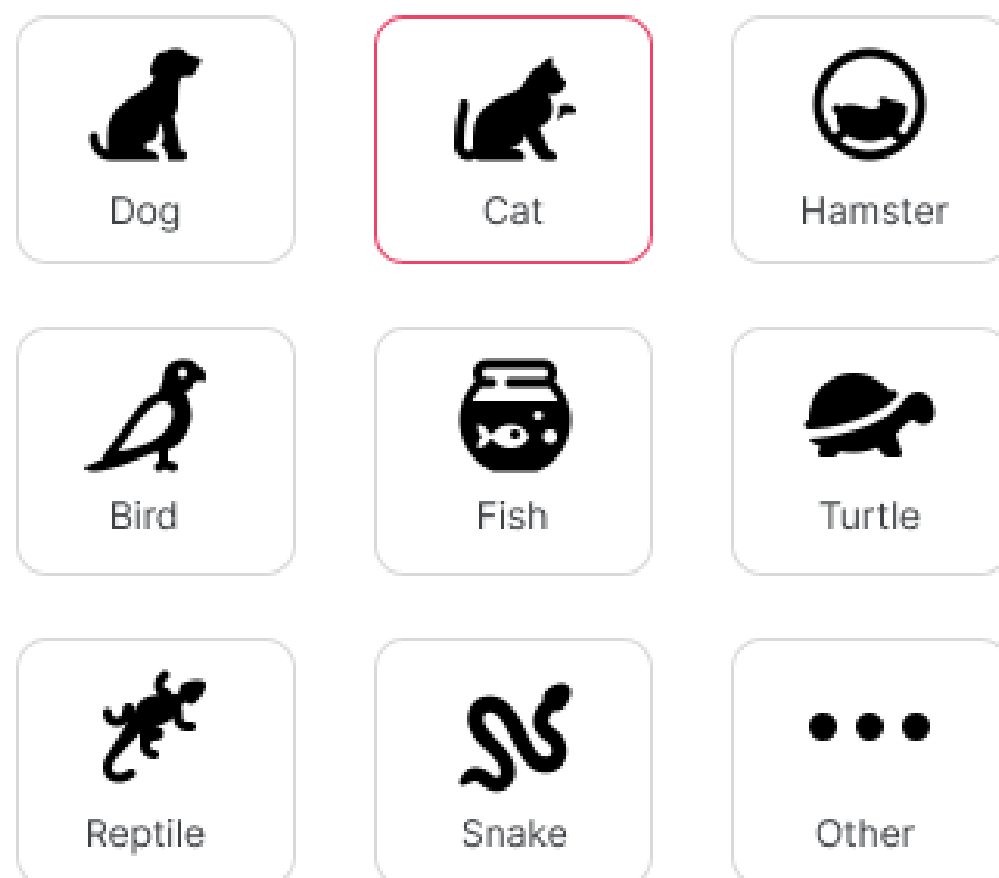 Dog
Cat
Hamster
Bird
Fish
Turtle
Reptile
Snake
Other